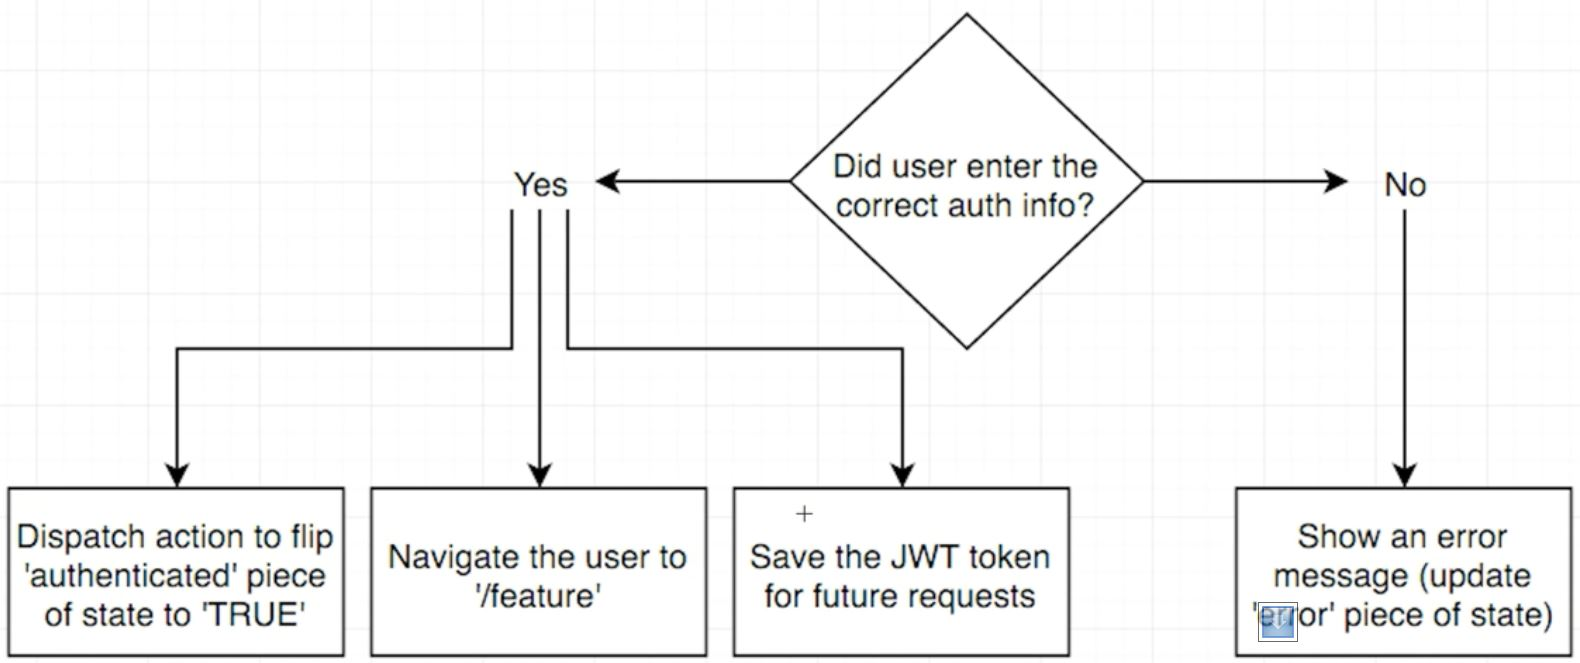 Did user enter the
correct auth info?
Yes
No
Dispatch action to flip
'authenticated' piece
of state to 'TRUE'
Navigate the user to
'/feature'
Save the JWT token
for future requests
Show an error
message (update
'error' piece of state)